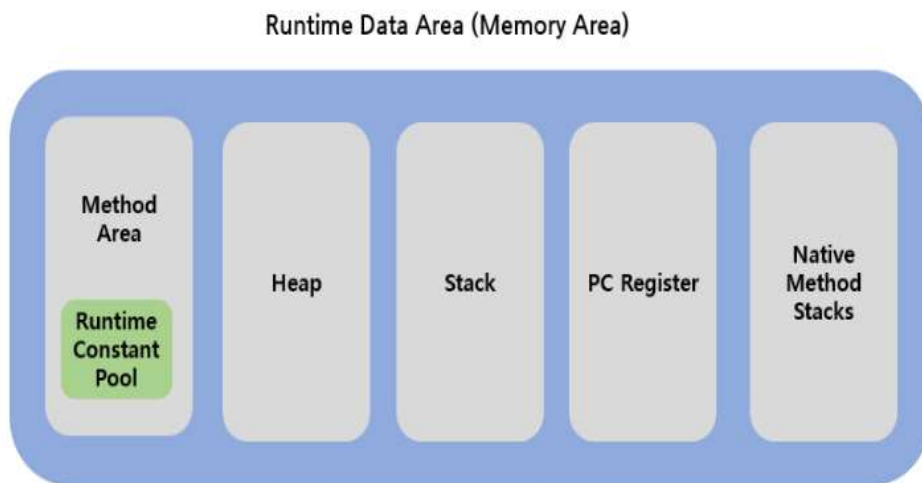 Runtime Data Area (Memory Area)
Method
Area
Runtime
Constant
Pool
Heap
Stack
PC Register
Native
Method
Stacks